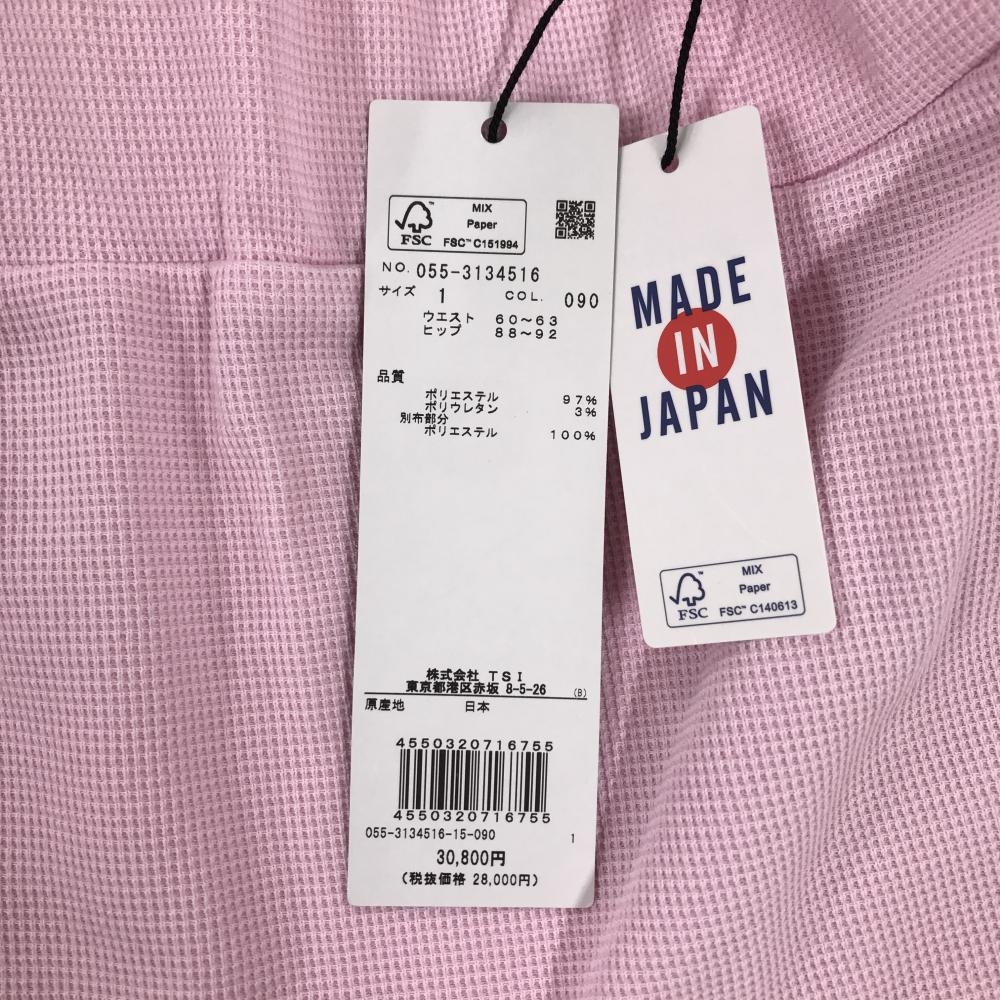 MIX
Paper
FSC™ C151994
FSC
NO. 055-3134516
サイズ 1 COL. 090
ウエスト 60~63
ヒップ 88~92
品質
ポリエステル 97%
ポリウレタン 3%
別布部分
ポリエステル 100%
株式会社 TSI
東京都港区赤坂 8-5-26 (B)
原産地 日本
4550320716755
4550320716755
055-3134516-15-090 1
30,800円
(税抜価格 28,000円)
MADE
IN
JAPAN
MIX
Paper
FSC™ C140613
FSC